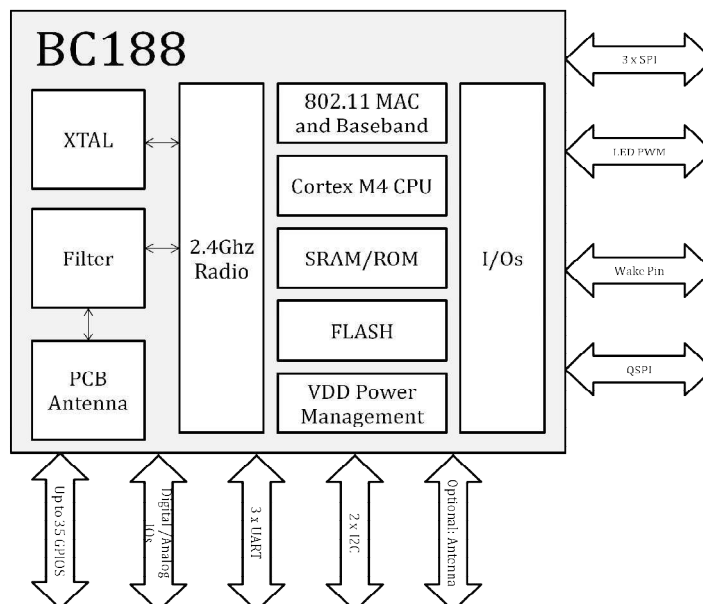 BC188
XTAL
Filter
PCB
Antenna
2.4Ghz
Radio
802.11 MAC
and Baseband
Cortex M4 CPU
SRAM/ROM
FLASH
VDD Power
Management
I/Os
3 x SPI
LED PWM
Wake Pin
QSPI
Up to 35 GPIOS
Digital /Analog
IOs
3 x UART
2 x I2C
Optional: Antenna